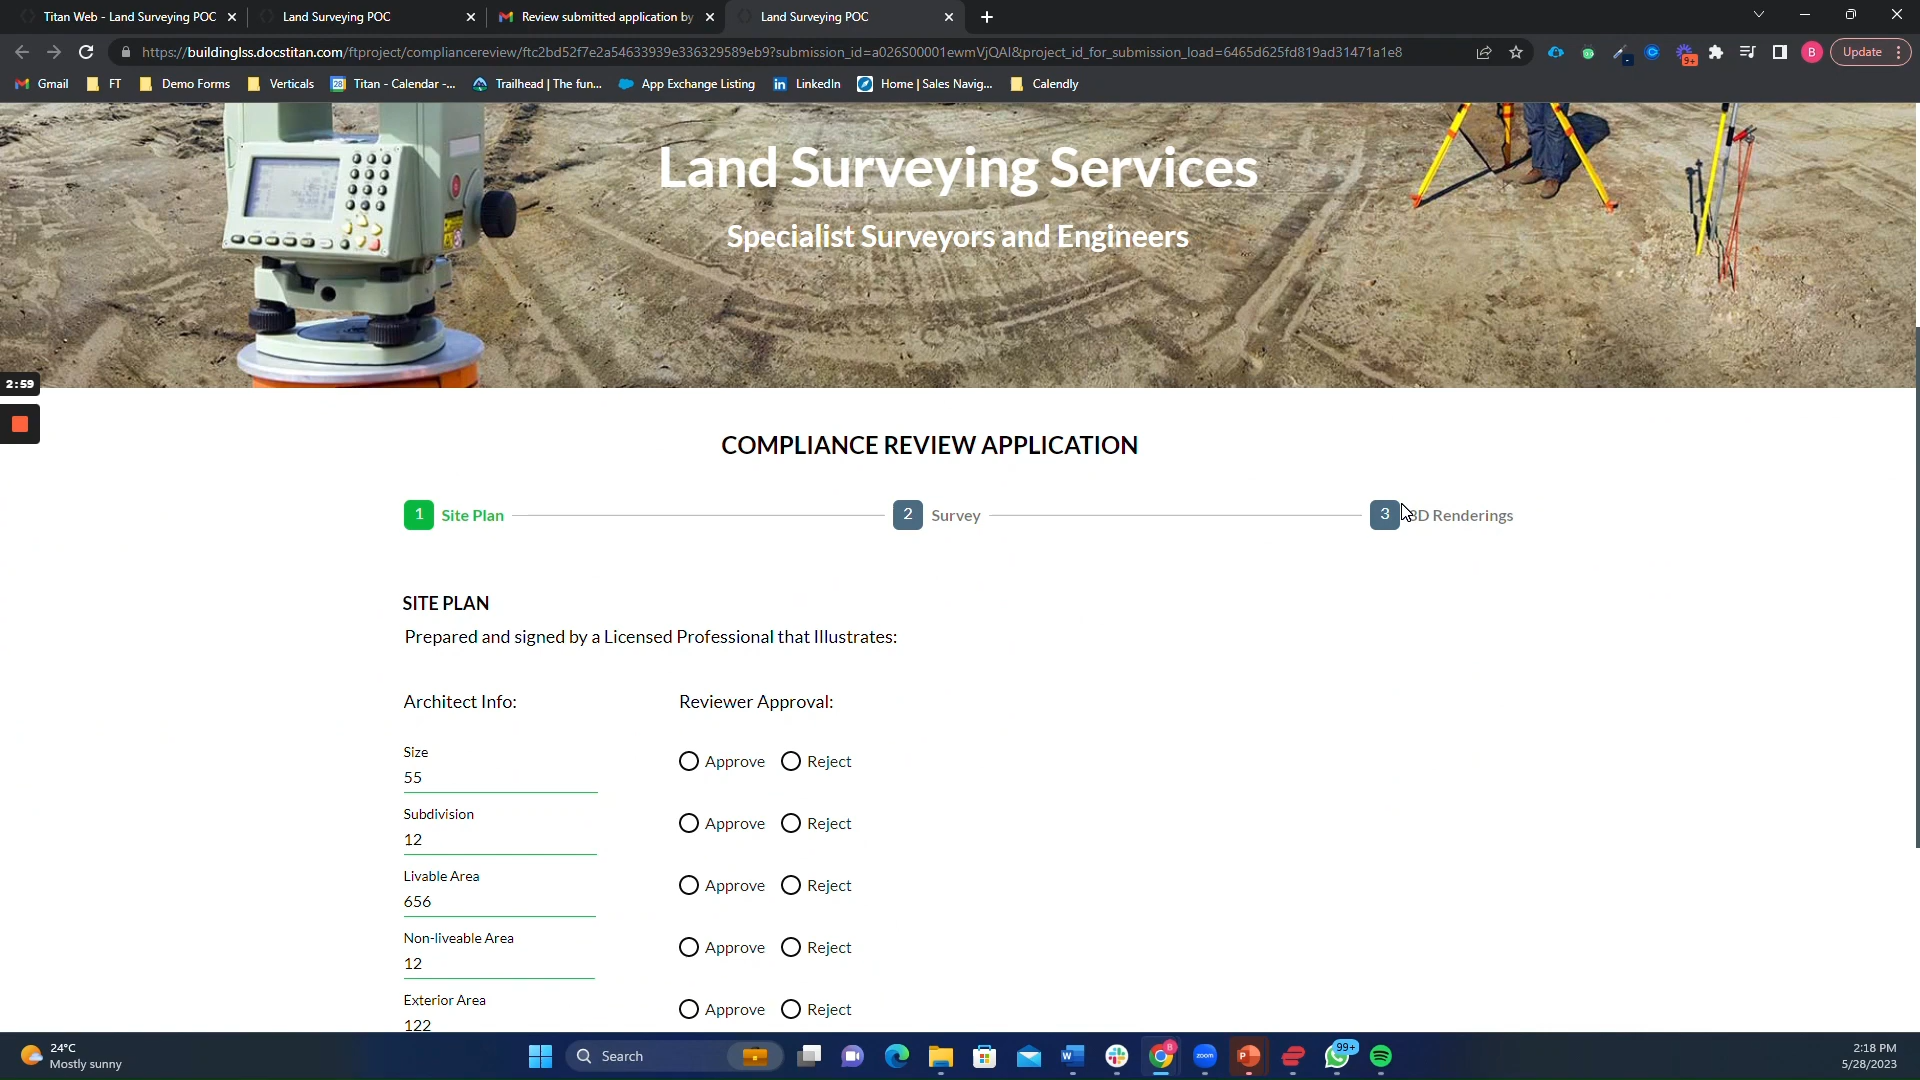 Titan Web - Land Surveying POC
Land Surveying POC
Review submitted application by
Land Surveying POC
https://buildinglss.docstitan.com/ftproject/compliancereview/ftc2bd52f7e2a54633939e336329589eb9?submission_id=a026S00001ewmVjQAI&project_id_for_submission_load=6465d625fd819ad31471a1e8
9+
B
Update
Gmail
FT
Demo Forms
Verticals
28
Titan - Calendar -...
Trailhead | The fun...
App Exchange Listing
LinkedIn
Home | Sales Navig...
Calendly
Land Surveying Services
Specialist Surveyors and Engineers
2:59
COMPLIANCE REVIEW APPLICATION
1 Site Plan
2 Survey
3 3D Renderings
SITE PLAN
Prepared and signed by a Licensed Professional that Illustrates:
Architect Info:
Reviewer Approval:
Size
55
Approve Reject
Subdivision
12
Approve Reject
Livable Area
656
Approve Reject
Non-liveable Area
12
Approve Reject
Exterior Area
122
Approve Reject
24°C
Mostly sunny
Search
zoom
99+
2:18 PM
5/28/2023